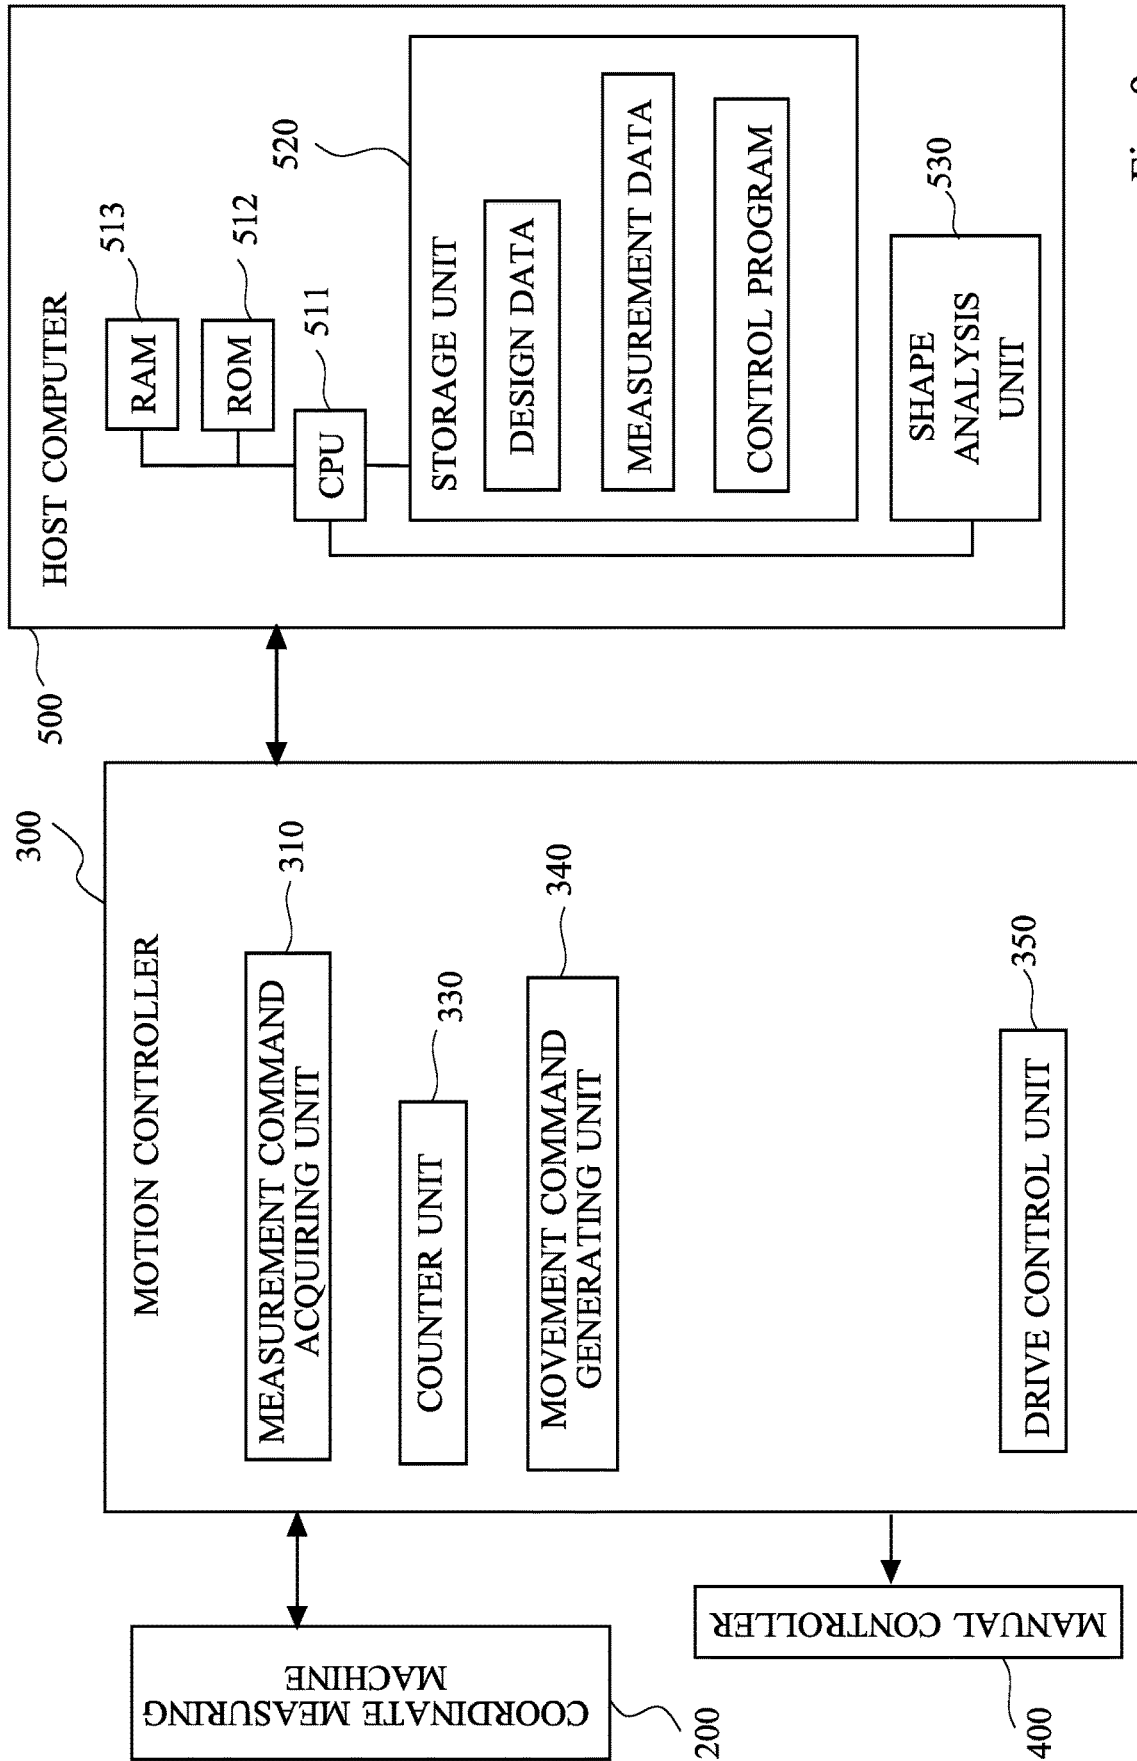 COORDINATE MEASURING
MACHINE
200
MANUAL CONTROLLER
400
300
MOTION CONTROLLER
MEASUREMENT COMMAND
ACQUIRING UNIT
310
COUNTER UNIT
330
MOVEMENT COMMAND
GENERATING UNIT
340
DRIVE CONTROL UNIT
350
500
HOST COMPUTER
RAM
513
ROM
512
CPU
511
520
STORAGE UNIT
DESIGN DATA
MEASUREMENT DATA
CONTROL PROGRAM
SHAPE
ANALYSIS
UNIT
530